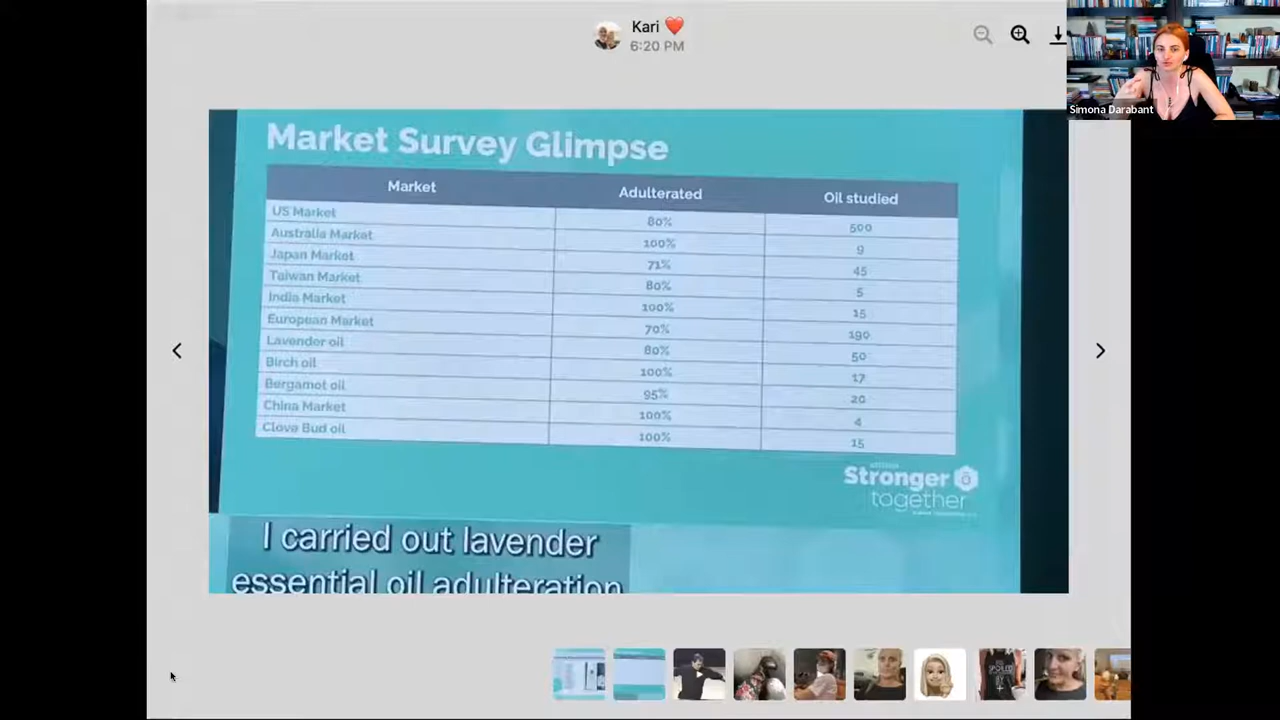 Kari ❤️
6:20 PM
Simona Darabant
Market Survey Glimpse
Market Adulterated Oil studied
US Market 80% 500
Australia Market 100% 9
Japan Market 71% 45
Taiwan Market 80% 5
India Market 100% 15
European Market 70% 190
Lavender oil 80% 50
Birch oil 100% 17
Bergamot oil 95% 20
China Market 100% 4
Clove Bud oil 100% 15
Stronger
together
I carried out lavender
essential oil adulteration